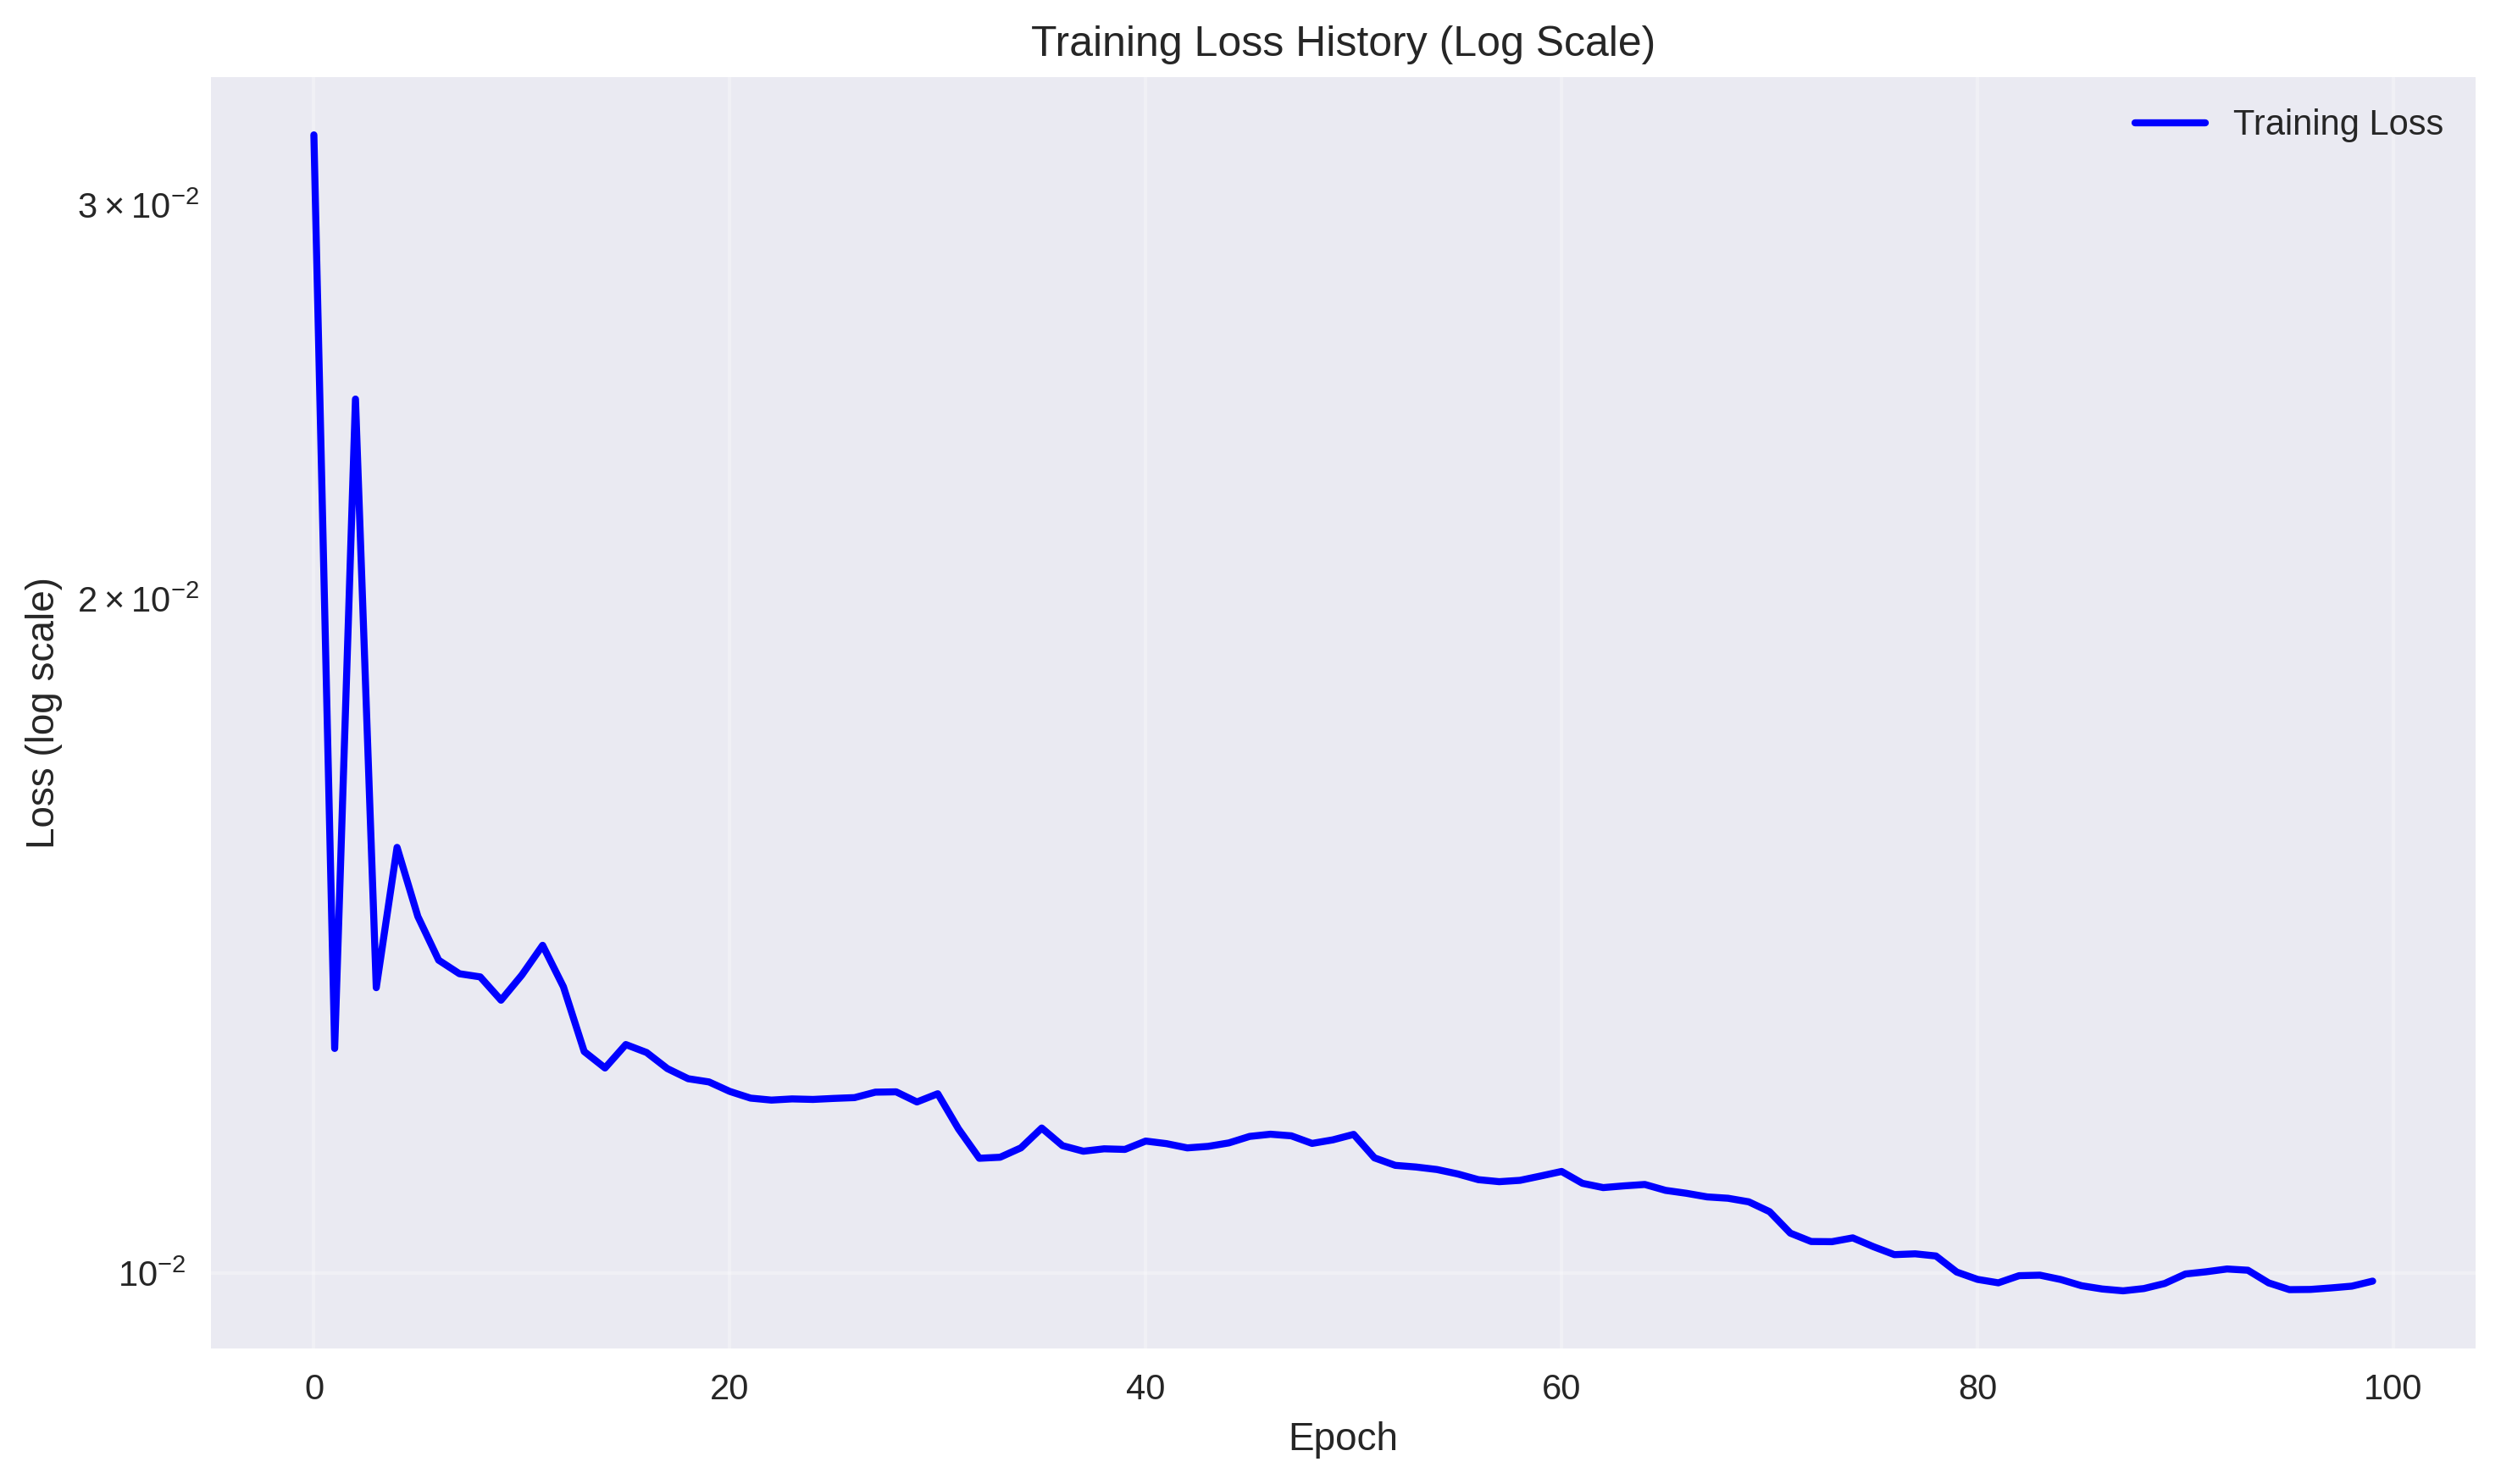 Training Loss History (Log Scale)
Training Loss
3 × 10⁻²
2 × 10⁻²
10⁻²
Loss (log scale)
0 20 40 60 80 100
Epoch